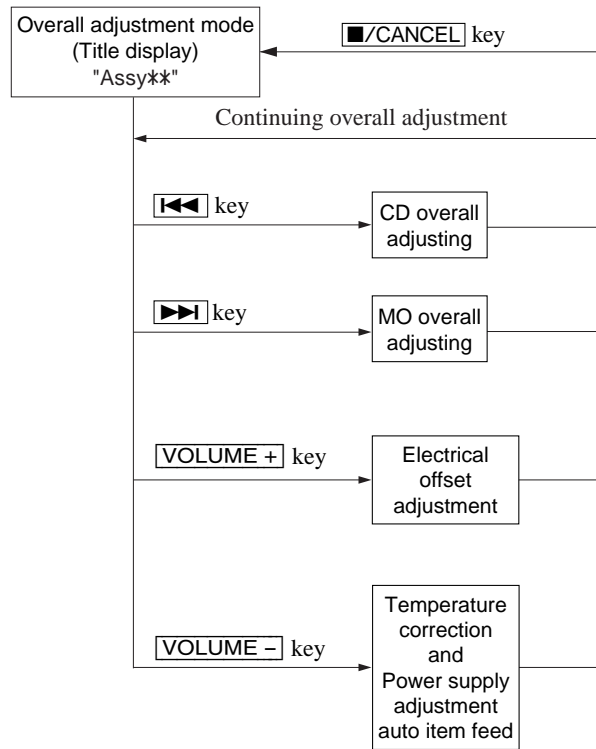 Overall adjustment mode
(Title display)
"Assy**"
■/CANCEL key
Continuing overall adjustment
I◀◀ key
CD overall
adjusting
▶▶I key
MO overall
adjusting
VOLUME + key
Electrical
offset
adjustment
VOLUME – key
Temperature
correction
and
Power supply
adjustment
auto item feed